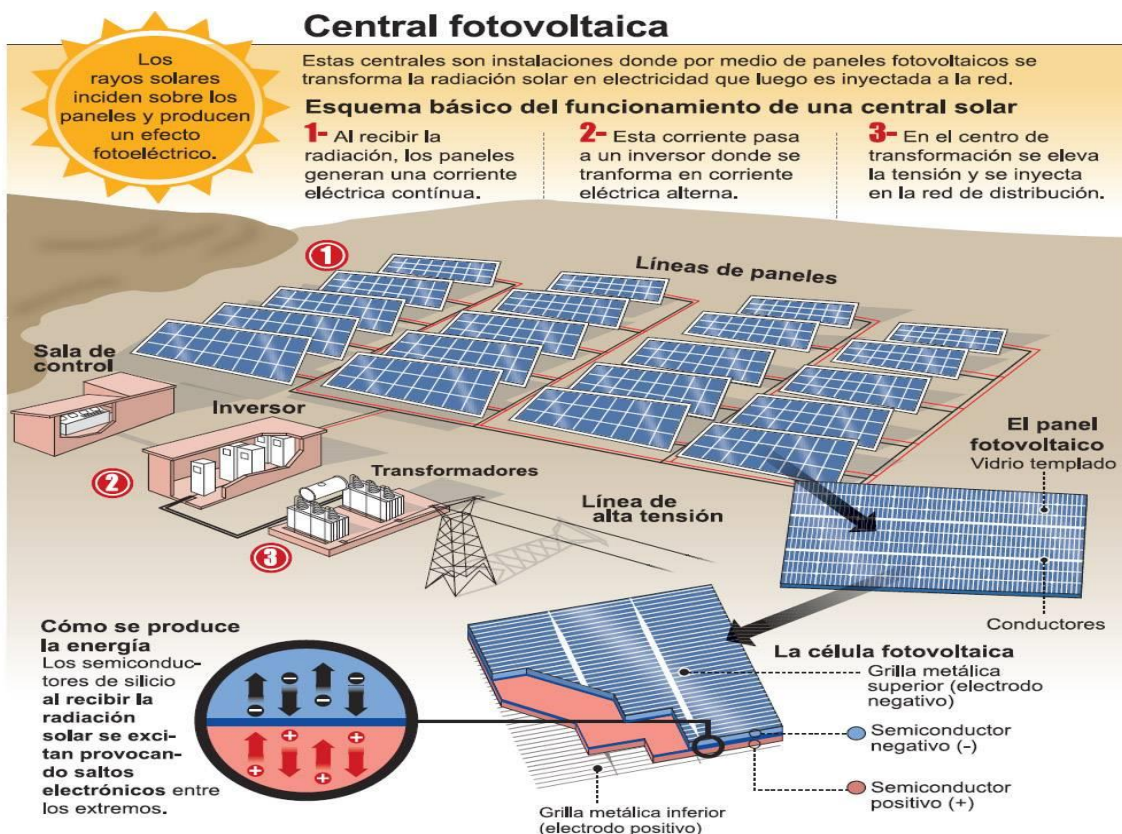 Central fotovoltaica
Los
rayos solares
inciden sobre los
paneles y producen
un efecto
fotoeléctrico.
Estas centrales son instalaciones donde por medio de paneles fotovoltaicos se
transforma la radiación solar en electricidad que luego es inyectada a la red.
Esquema básico del funcionamiento de una central solar
1- Al recibir la
radiación, los paneles
generan una corriente
eléctrica contínua.
2- Esta corriente pasa
a un inversor donde se
tranforma en corriente
eléctrica alterna.
3- En el centro de
transformación se eleva
la tensión y se inyecta
en la red de distribución.
1
Líneas de paneles
Sala de
control
Inversor
2
Transformadores
3
Línea de
alta tensión
El panel
fotovoltaico
Vidrio templado
Conductores
Cómo se produce
la energía
Los semiconduc-
tores de silicio
al recibir la
radiación
solar se exci-
tan provocan-
do saltos
electrónicos entre
los extremos.
La célula fotovoltaica
Grilla metálica
superior (electrodo
negativo)
Semiconductor
negativo (-)
Semiconductor
positivo (+)
Grilla metálica inferior
(electrodo positivo)